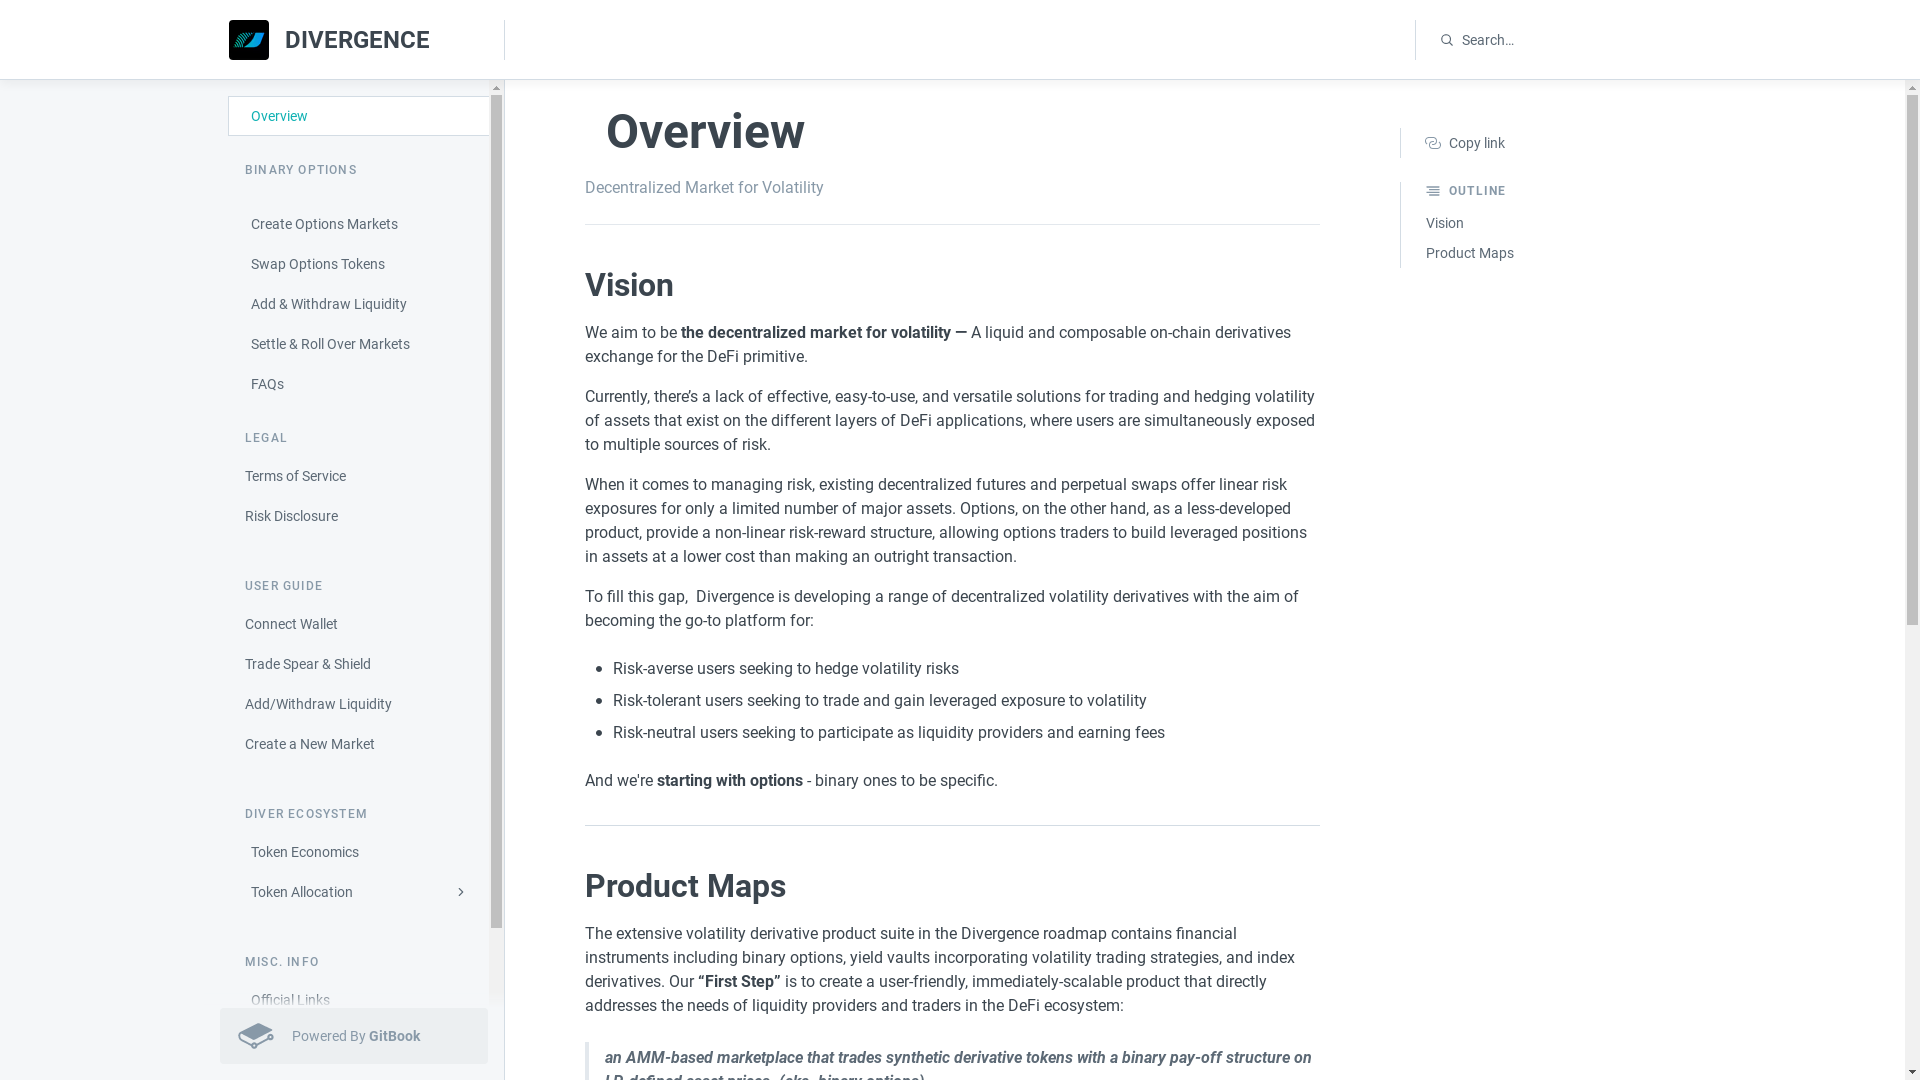 DIVERGENCE
Search…
Overview
BINARY OPTIONS
Create Options Markets
Swap Options Tokens
Add & Withdraw Liquidity
Settle & Roll Over Markets
FAQs
LEGAL
Terms of Service
Risk Disclosure
USER GUIDE
Connect Wallet
Trade Spear & Shield
Add/Withdraw Liquidity
Create a New Market
DIVER ECOSYSTEM
Token Economics
Token Allocation
MISC. INFO
Official Links
Powered By GitBook
Overview
Decentralized Market for Volatility
Vision
We aim to be the decentralized market for volatility — A liquid and composable on-chain derivatives
exchange for the DeFi primitive.
Currently, there’s a lack of effective, easy-to-use, and versatile solutions for trading and hedging volatility
of assets that exist on the different layers of DeFi applications, where users are simultaneously exposed
to multiple sources of risk.
When it comes to managing risk, existing decentralized futures and perpetual swaps offer linear risk
exposures for only a limited number of major assets. Options, on the other hand, as a less-developed
product, provide a non-linear risk-reward structure, allowing options traders to build leveraged positions
in assets at a lower cost than making an outright transaction.
To fill this gap,  Divergence is developing a range of decentralized volatility derivatives with the aim of
becoming the go-to platform for:
Risk-averse users seeking to hedge volatility risks
Risk-tolerant users seeking to trade and gain leveraged exposure to volatility
Risk-neutral users seeking to participate as liquidity providers and earning fees
And we're starting with options - binary ones to be specific.
Product Maps
The extensive volatility derivative product suite in the Divergence roadmap contains financial
instruments including binary options, yield vaults incorporating volatility trading strategies, and index
derivatives. Our “First Step” is to create a user-friendly, immediately-scalable product that directly
addresses the needs of liquidity providers and traders in the DeFi ecosystem:
an AMM-based marketplace that trades synthetic derivative tokens with a binary pay-off structure on
LP-defined asset prices. (aka. binary options)
Copy link
OUTLINE
Vision
Product Maps